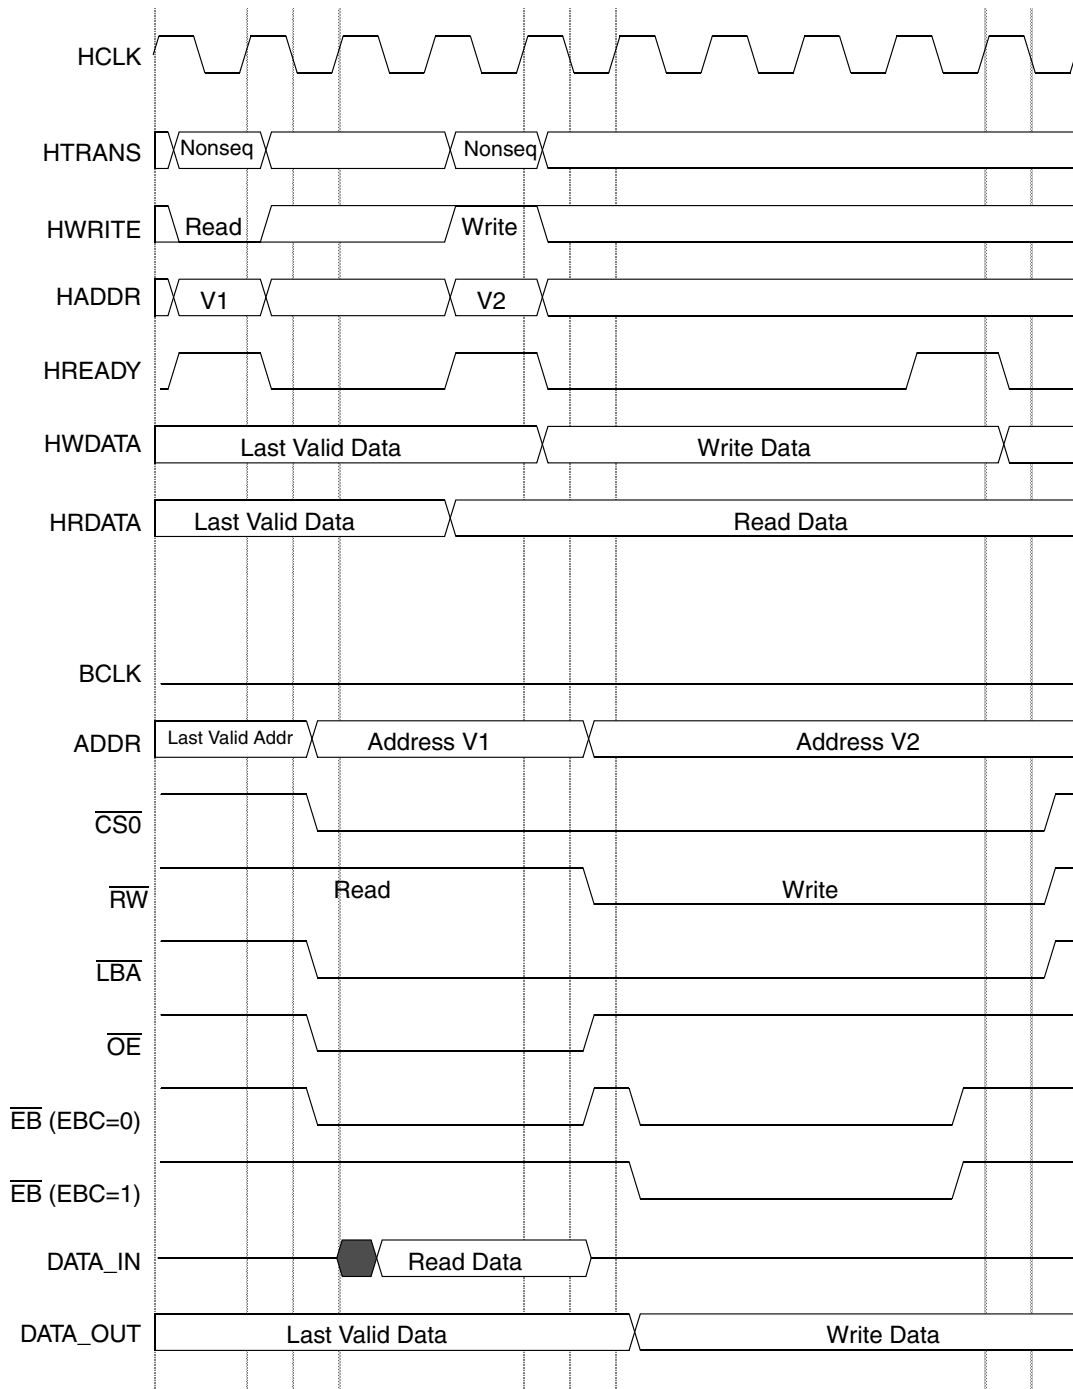 HCLK
HTRANS Nonseq Nonseq
HWRITE Read Write
HADDR V1 V2
HREADY
HWDATA Last Valid Data Write Data
HRDATA Last Valid Data Read Data
BCLK
ADDR Last Valid Addr Address V1 Address V2
CS0
RW Read Write
LBA
OE
EB (EBC=0)
EB (EBC=1)
DATA_IN Read Data
DATA_OUT Last Valid Data Write Data